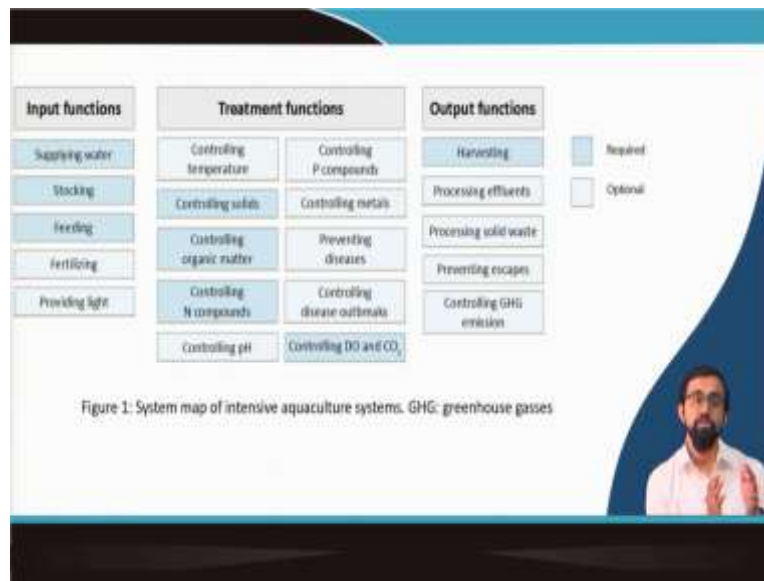 Input functions
Supplying water
Stocking
Feeding
Fertilizing
Providing light
Treatment functions
Controlling
temperature
Controlling solids
Controlling
organic matter
Controlling
N compounds
Controlling pH
Controlling
P compounds
Controlling metals
Preventing
diseases
Controlling
disease outbreaks
Controlling DO and CO₂
Output functions
Harvesting
Processing effluents
Processing solid waste
Preventing escapes
Controlling GHG
emission
Required
Optional
Figure 1: System map of intensive aquaculture systems. GHG: greenhouse gasses